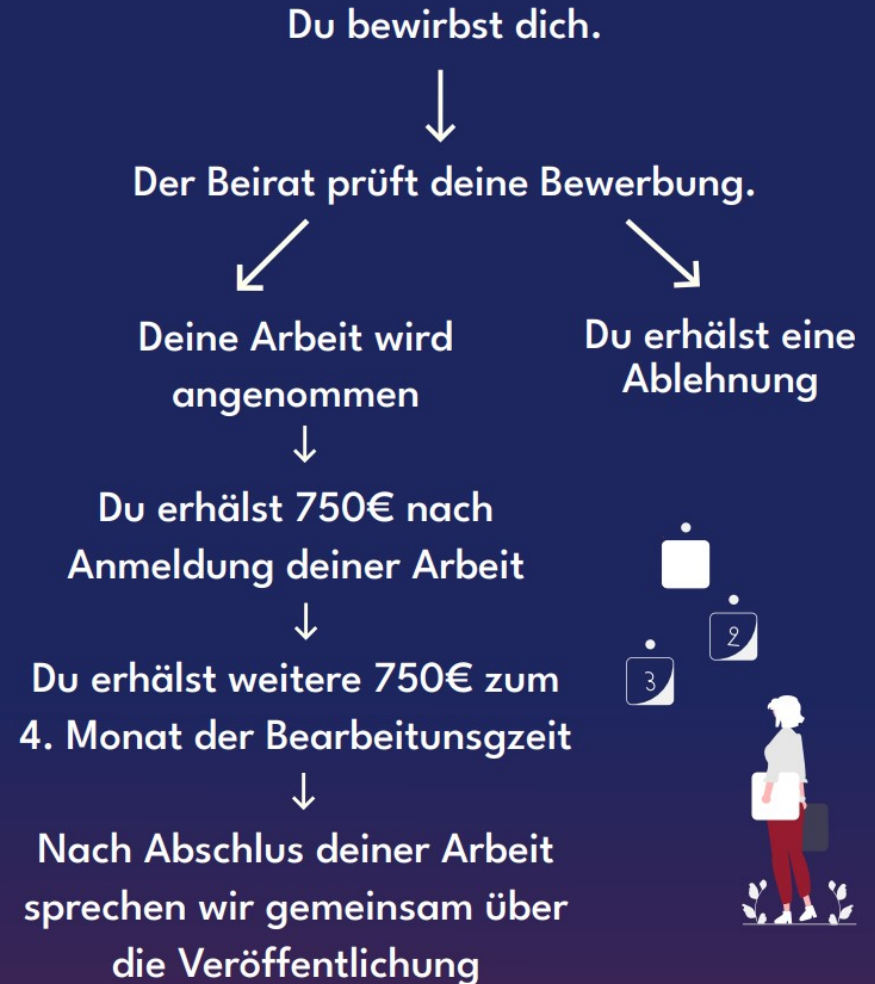 Du bewirbst dich.
Der Beirat prüft deine Bewerbung.
Deine Arbeit wird
angenommen
Du erhälst eine
Ablehnung
Du erhälst 750€ nach
Anmeldung deiner Arbeit
Du erhälst weitere 750€ zum
4. Monat der Bearbeitunsgzeit
Nach Abschlus deiner Arbeit
sprechen wir gemeinsam über
die Veröffentlichung
2
3